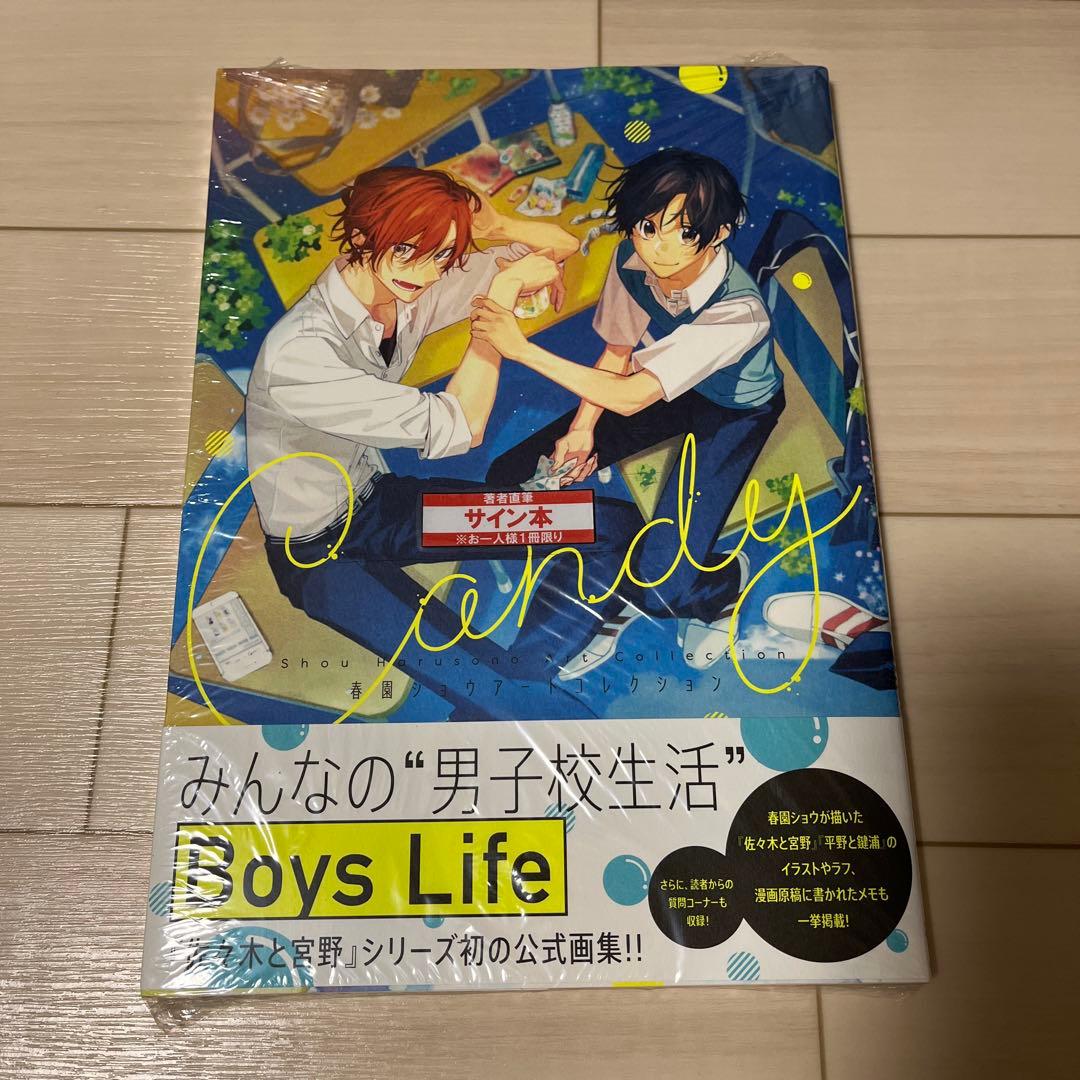 著者直筆
サイン本
※お一人様1冊限り
Candy
Shou Harusono Art Collection
春園ショウアートコレクション
みんなの“男子校生活”
Boys Life
『佐々木と宮野』シリーズ初の公式画集!!
さらに、読者からの
質問コーナーも
収録!
春園ショウが描いた
『佐々木と宮野』『平野と鍵浦』の
イラストやラフ、
漫画原稿に書かれたメモも
一挙掲載!